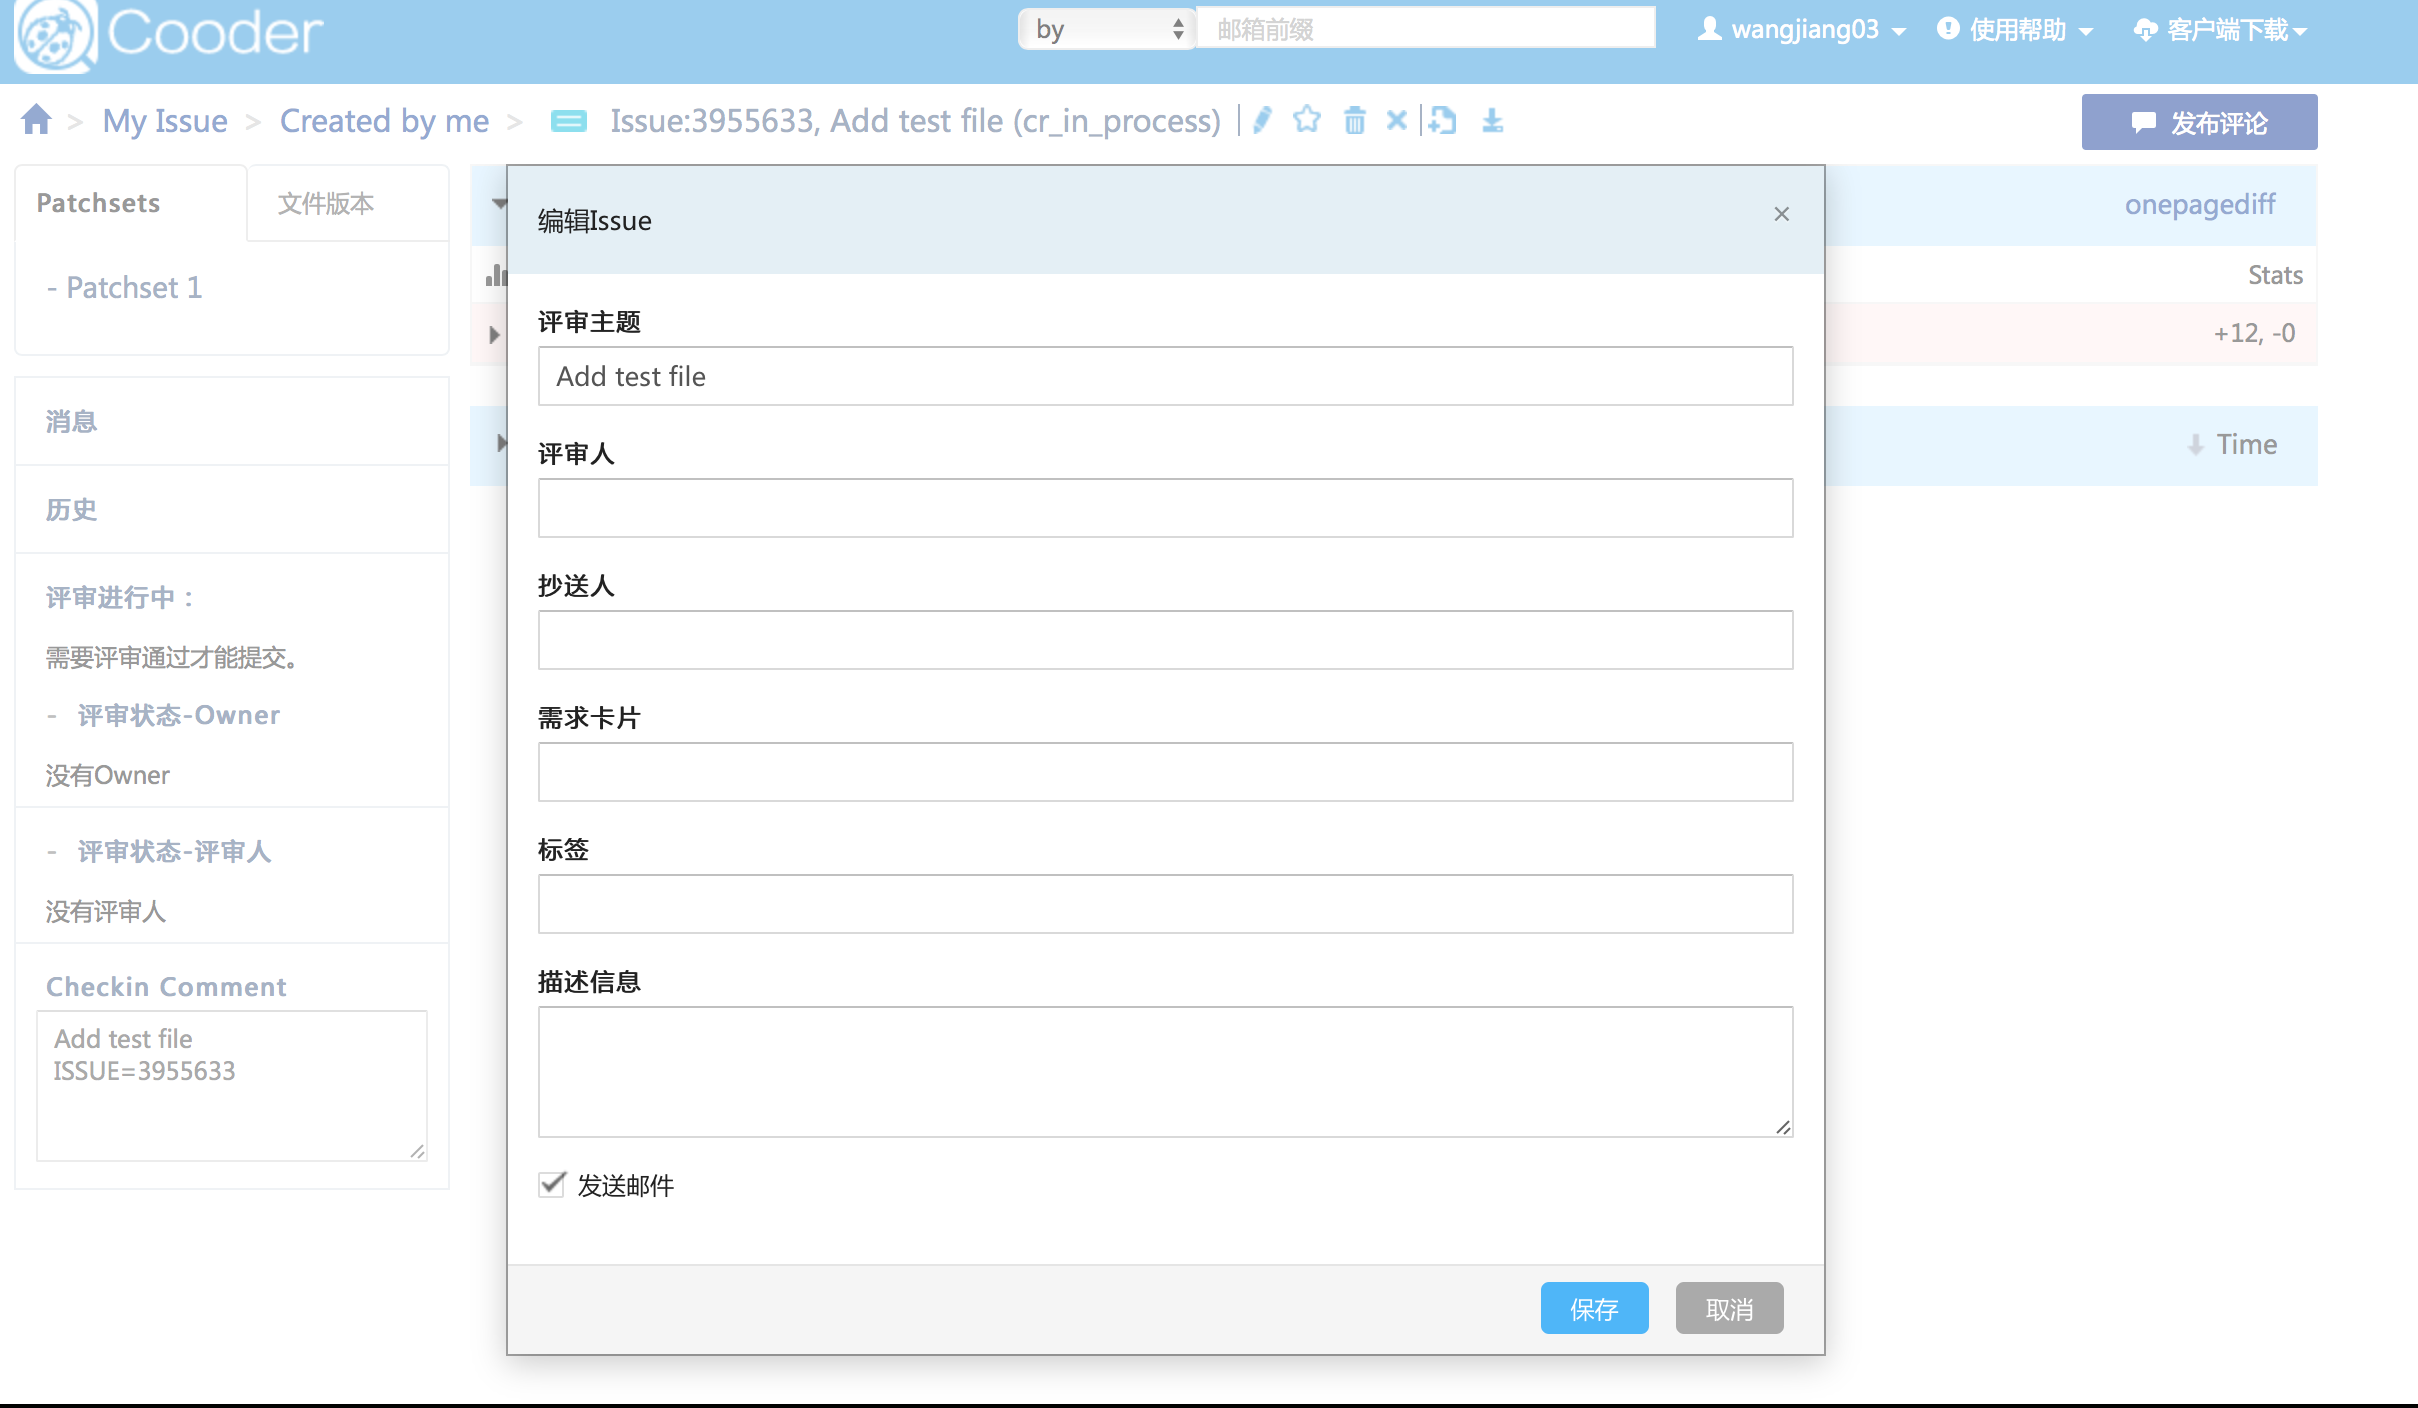 Cooder
by
邮箱前缀
wangjiang03
使用帮助
客户端下载
> My Issue > Created by me > Issue:3955633, Add test file (cr_in_process)
发布评论
Patchsets
文件版本
- Patchset 1
消息
历史
评审进行中：
需要评审通过才能提交。
- 评审状态-Owner
没有Owner
- 评审状态-评审人
没有评审人
Checkin Comment
Add test file
ISSUE=3955633
编辑Issue
×
评审主题
Add test file
评审人
抄送人
需求卡片
标签
描述信息
发送邮件
保存
取消
onepagediff
Stats
+12, -0
Time